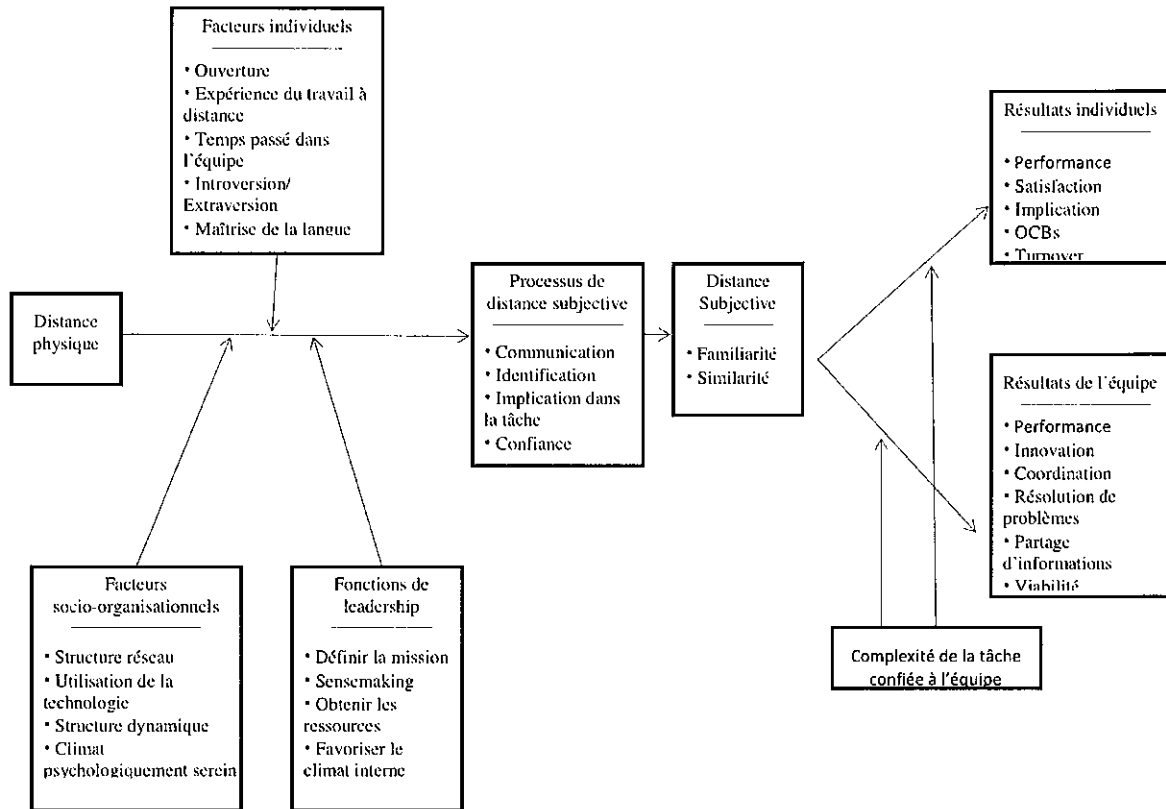 Facteurs individuels
• Ouverture
• Expérience du travail à
distance
• Temps passé dans
l'équipe
• Introversion/
Extraversion
• Maîtrise de la langue
Distance
physique
Facteurs
socio-organisationnels
• Structure réseau
• Utilisation de la
technologie
• Structure dynamique
• Climat
psychologiquement serein
Fonctions de
leadership
• Définir la mission
• Sensemaking
• Obtenir les
ressources
• Favoriser le
climat interne
Processus de
distance subjective
• Communication
• Identification
• Implication dans
la tâche
• Confiance
Distance
Subjective
• Familiarité
• Similarité
Résultats individuels
• Performance
• Satisfaction
• Implication
• OCBs
• Turnover
Résultats de l'équipe
• Performance
• Innovation
• Coordination
• Résolution de
problèmes
• Partage
d'informations
• Viabilité
Complexité de la tâche
confiée à l'équipe